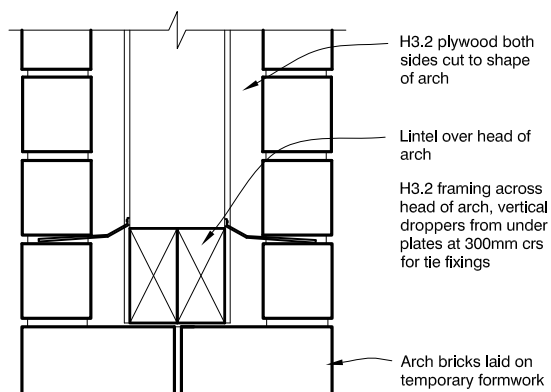 H3.2 plywood both
sides cut to shape
of arch
Lintel over head of
arch
H3.2 framing across
head of arch, vertical
droppers from under
plates at 300mm crs
for tie fixings
Arch bricks laid on
temporary formwork